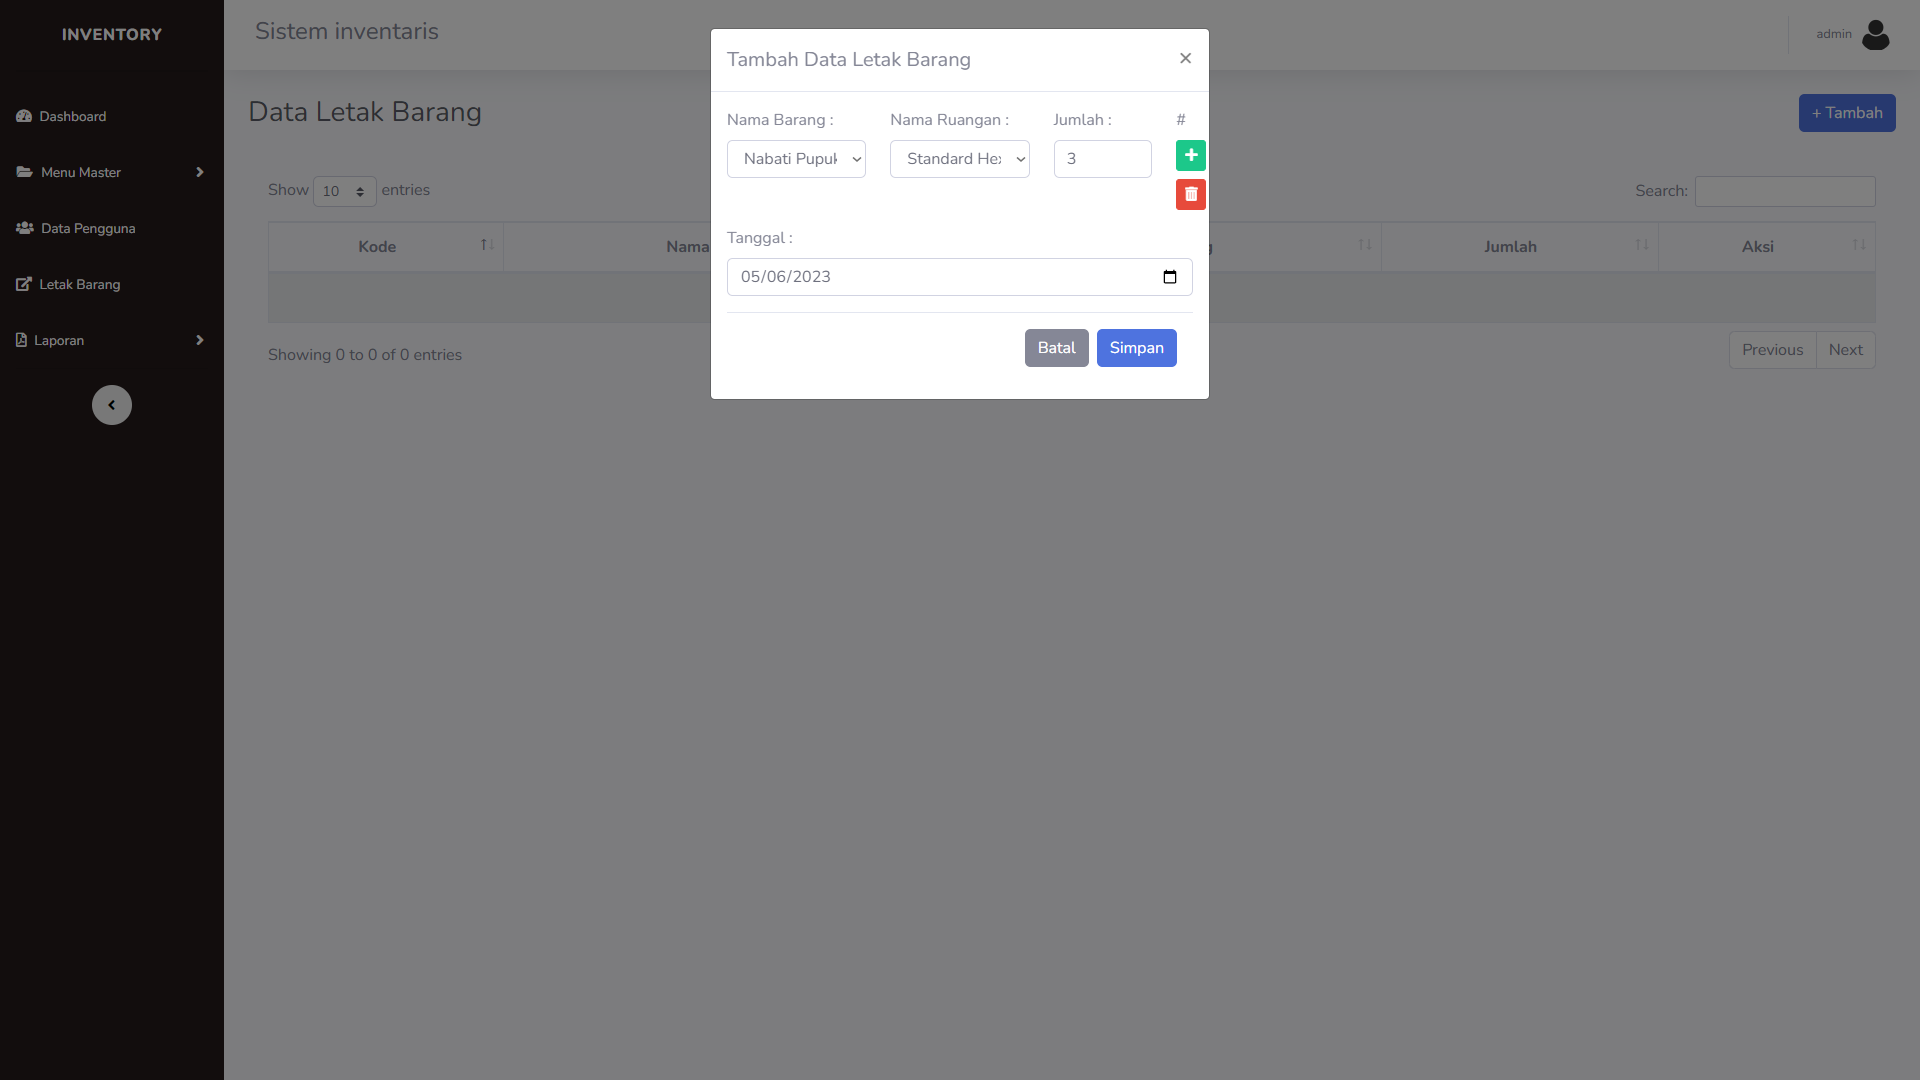 INVENTORY
Dashboard
Menu Master
Data Pengguna
Letak Barang
Laporan
Sistem inventaris
admin
Data Letak Barang
+ Tambah
Show 10 entries
Search:
Kode
Nama
Jumlah
Aksi
Showing 0 to 0 of 0 entries
Previous
Next
Tambah Data Letak Barang
×
Nama Barang :
Nama Ruangan :
Jumlah :
#
Nabati Pupuk
Standard He
3
Tanggal :
05/06/2023
Batal
Simpan